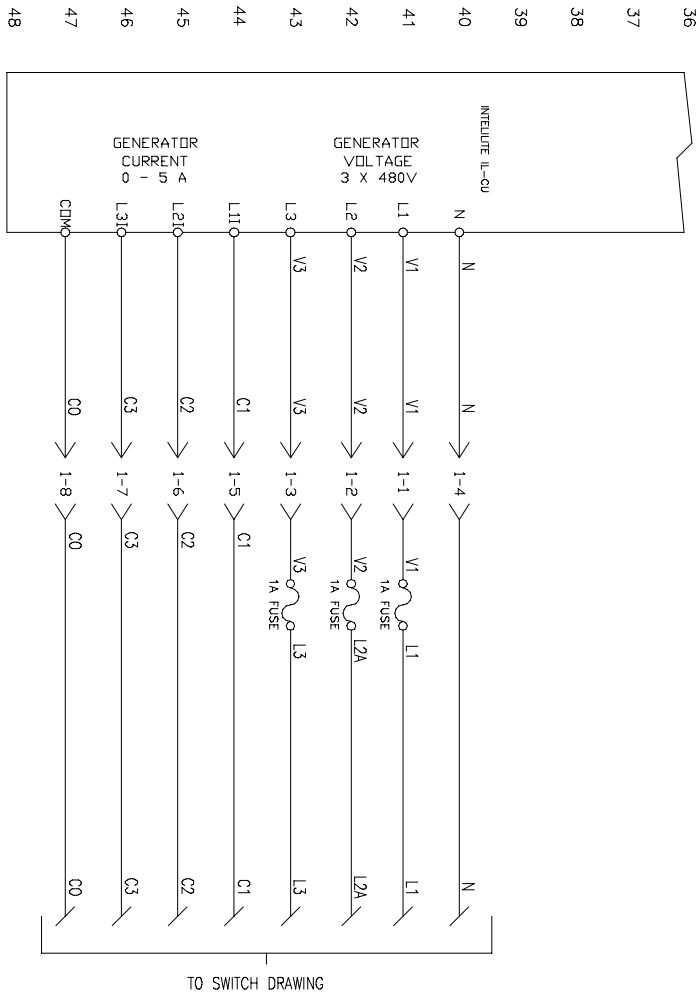 48 47 46 45 44 43 42 41 40 39 38 37 36
INTELILITE IL-CU
GENERATOR
CURRENT
0 - 5 A
GENERATOR
VOLTAGE
3 X 480V
COM L3I L2I L1I L3 L2 L1 N
V3 V2 V1 N
C0 C3 C2 C1 V3 V2 V1 N
1-8 1-7 1-6 1-5 1-3 1-2 1-1 1-4
C0 C3 C2 C1 V3 V2 V1
1A FUSE 1A FUSE 1A FUSE
L3 L2A L1
C0 C3 C2 C1 L3 L2A L1 N
TO SWITCH DRAWING